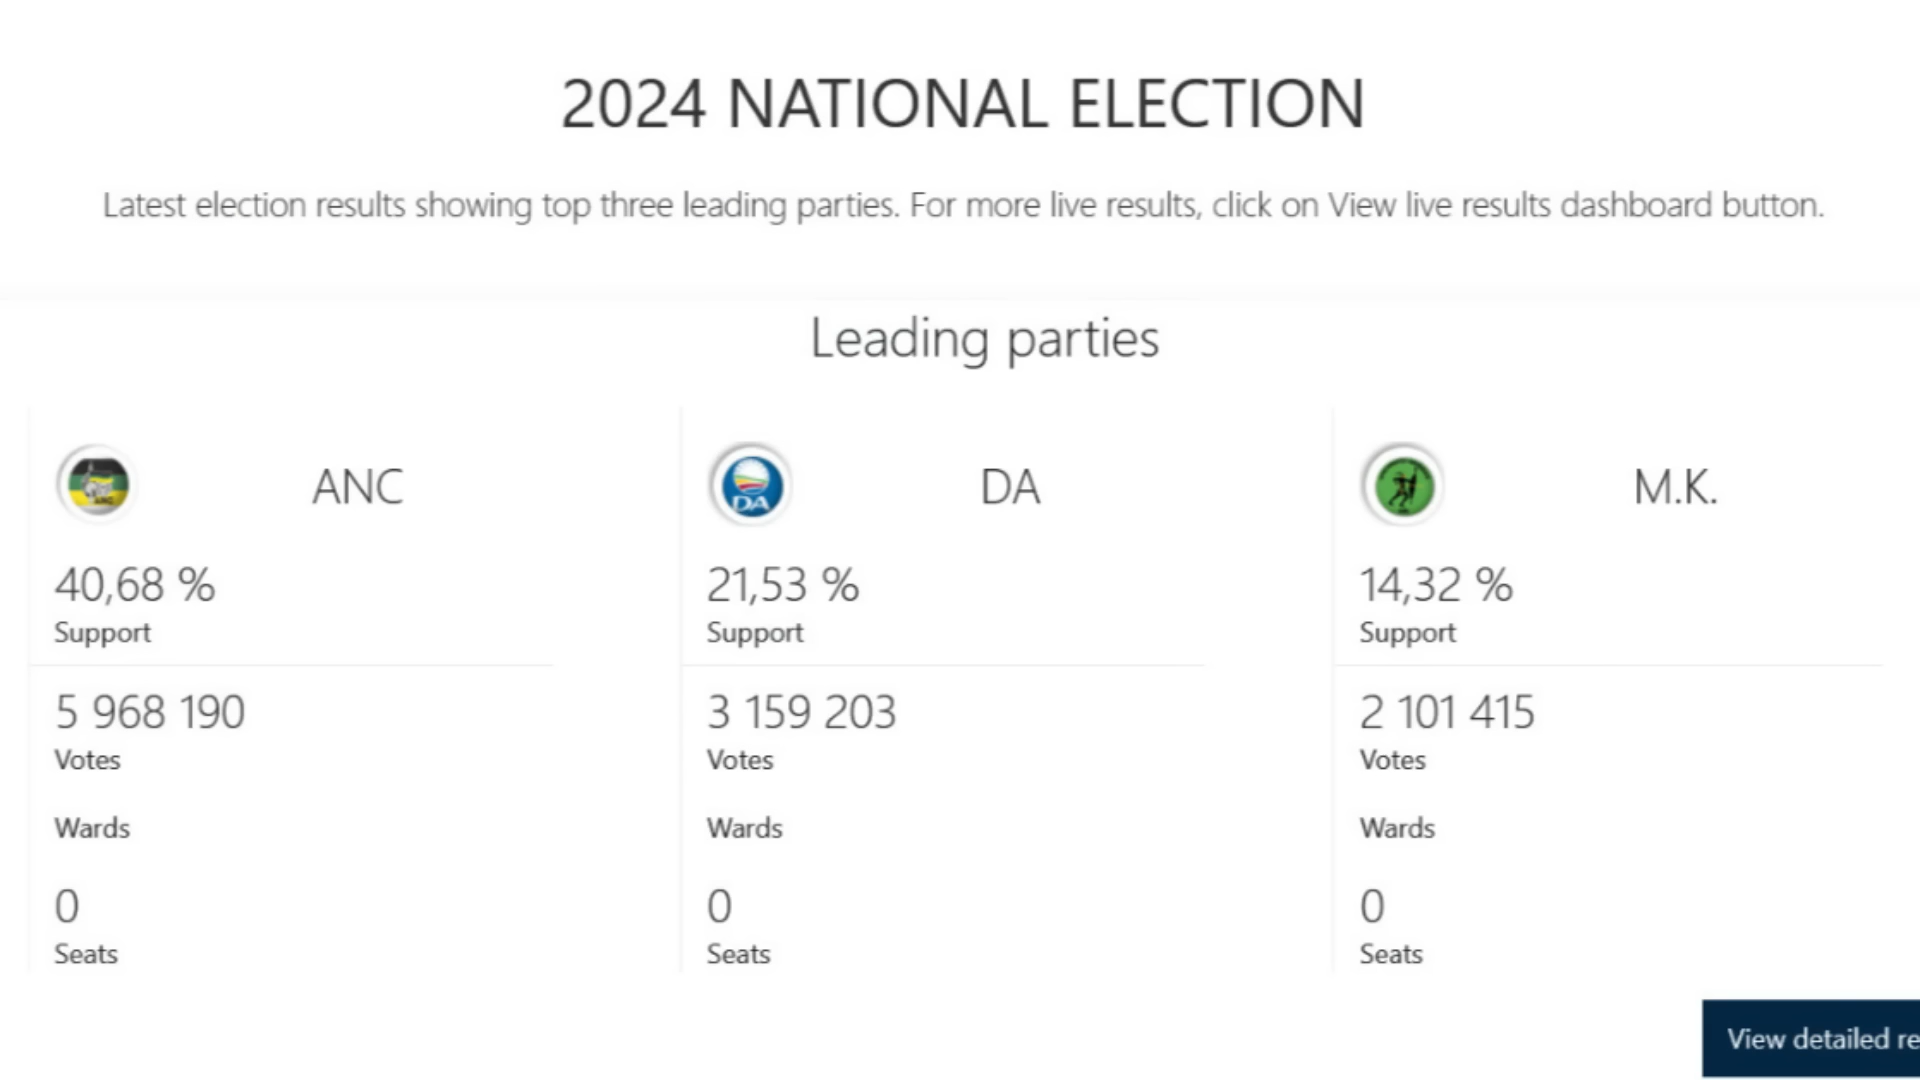 2024 NATIONAL ELECTION
Latest election results showing top three leading parties. For more live results, click on View live results dashboard button.
Leading parties
ANC
40,68 %
Support
5 968 190
Votes
Wards
0
Seats
DA
DA
21,53 %
Support
3 159 203
Votes
Wards
0
Seats
M.K.
14,32 %
Support
2 101 415
Votes
Wards
0
Seats
View detailed re